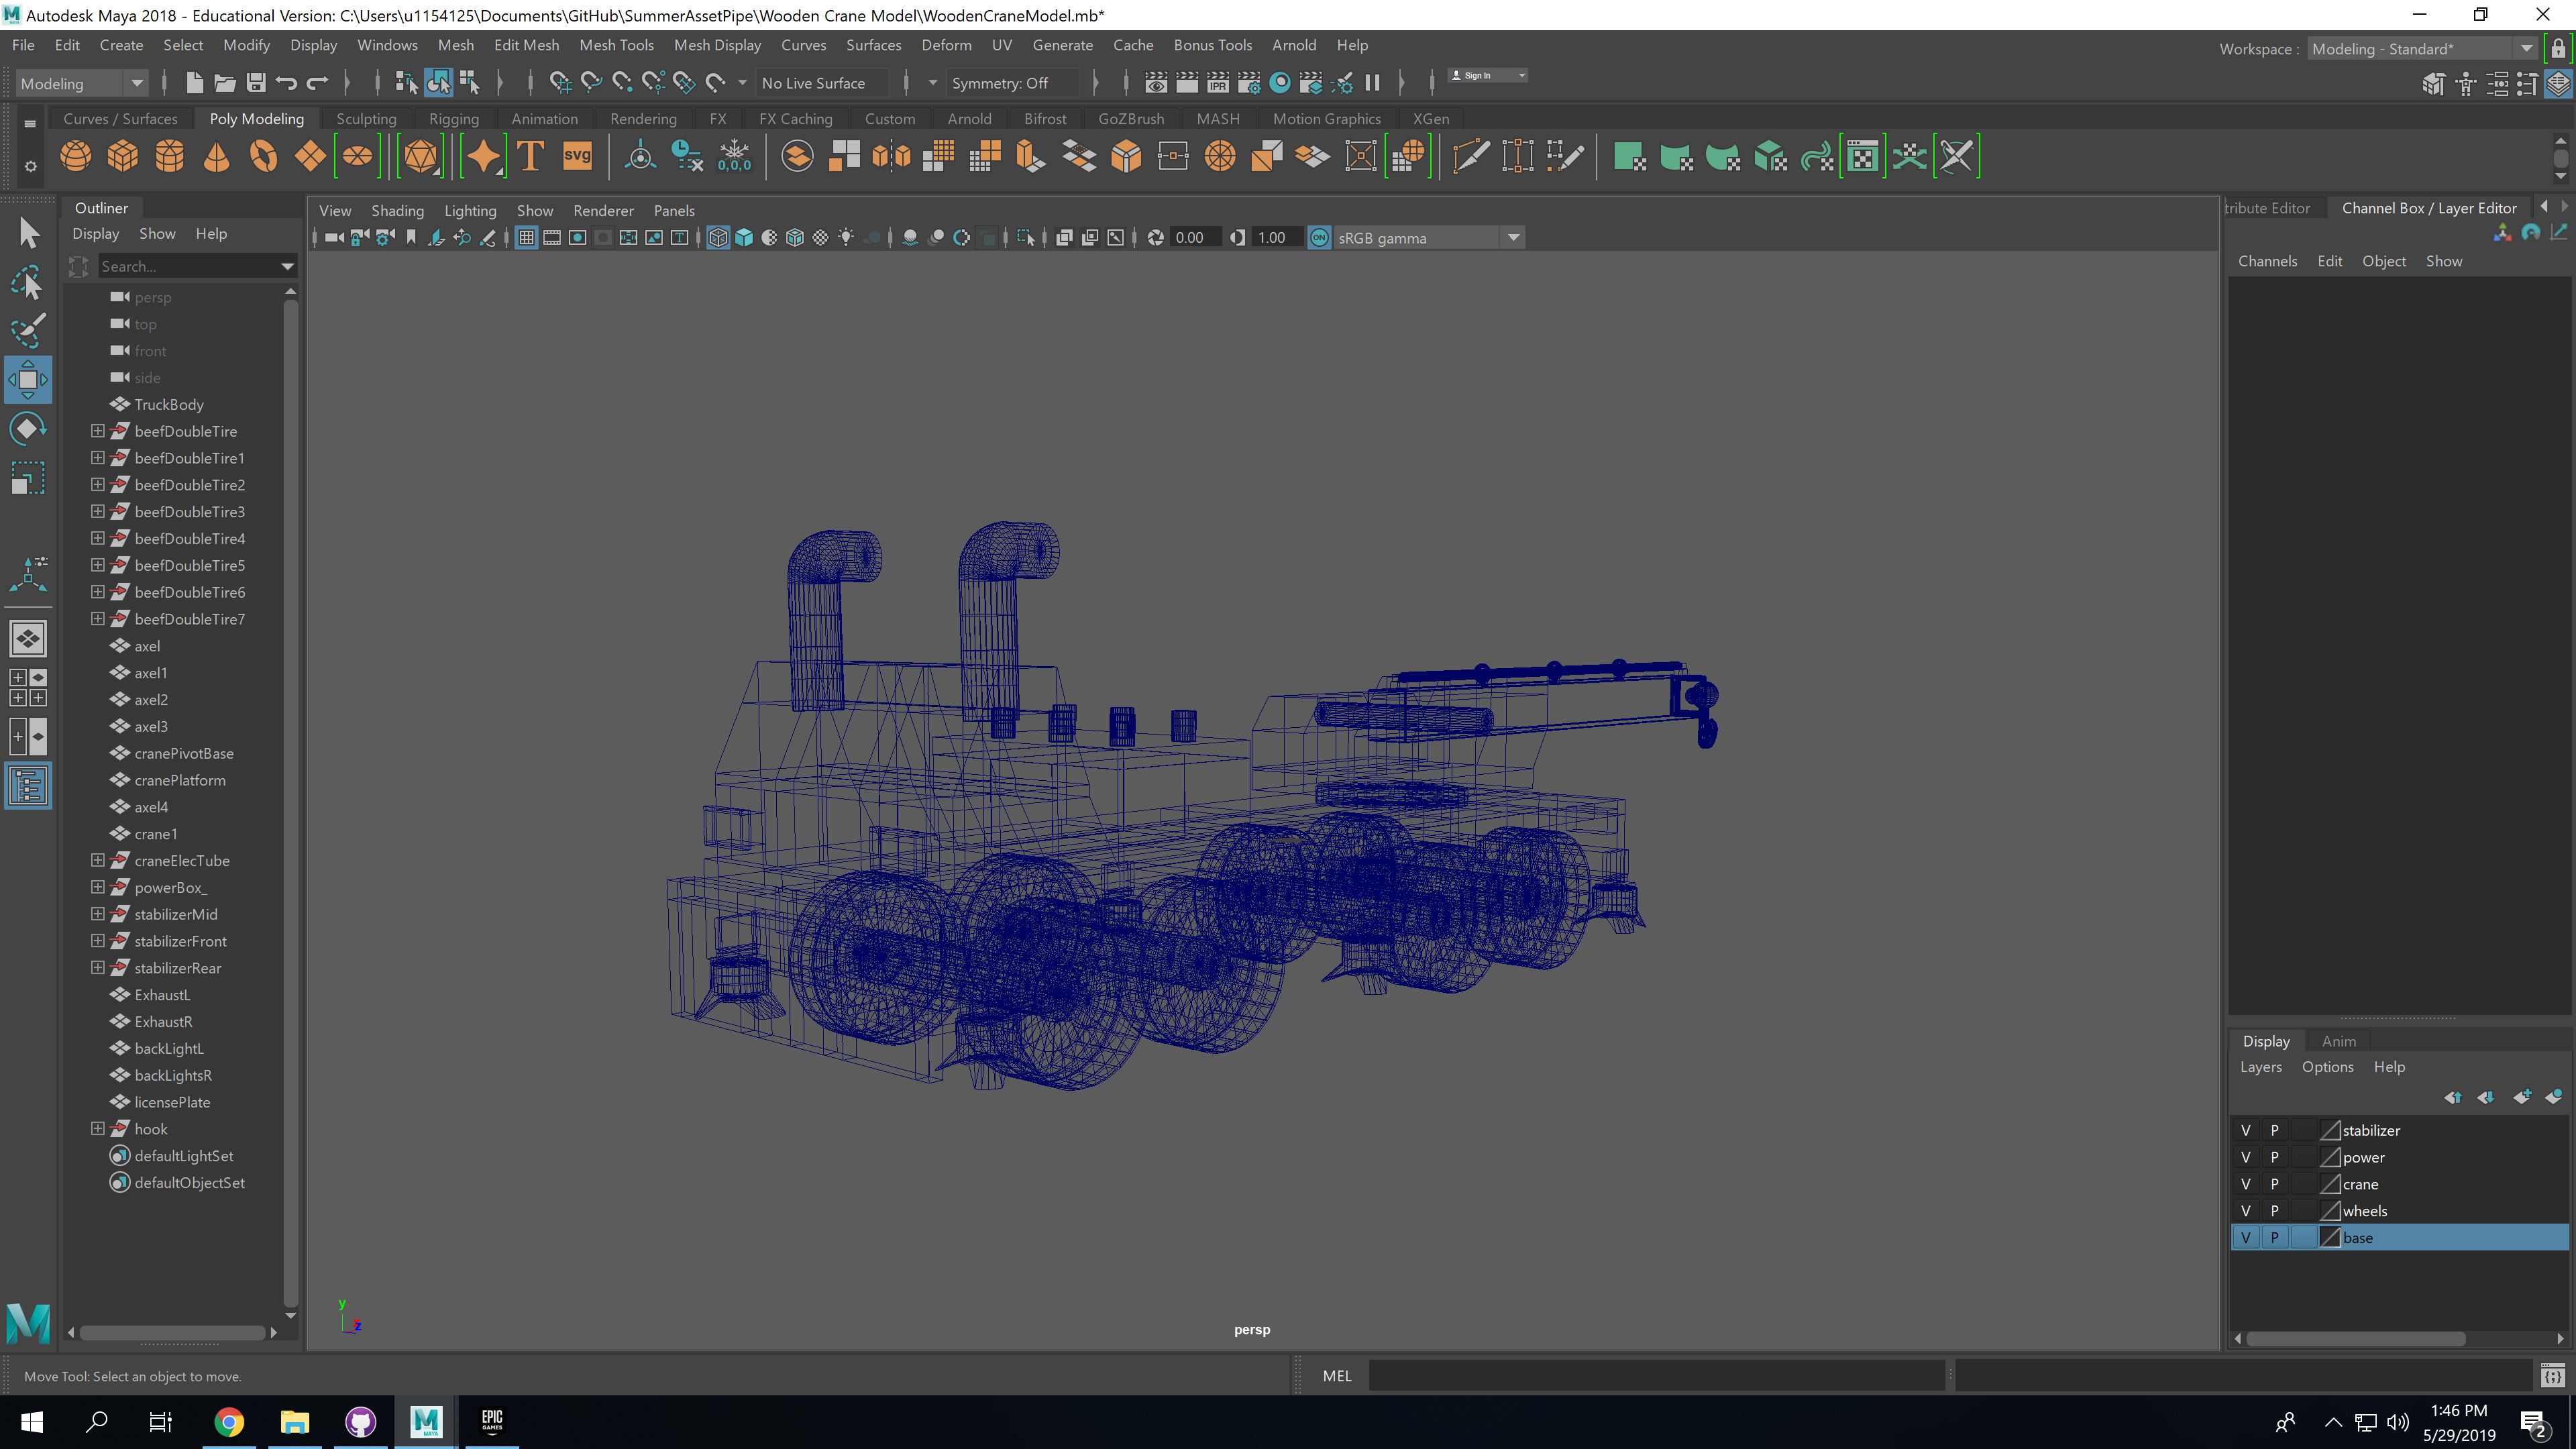 Autodesk Maya 2018 - Educational Version: C:\Users\u1154125\Documents\GitHub\SummerAssetPipe\Wooden Crane Model\WoodenCraneModel.mb*
File Edit Create Select Modify Display Windows Mesh Edit Mesh Mesh Tools Mesh Display Curves Surfaces Deform UV Generate Cache Bonus Tools Arnold Help
Workspace : Modeling - Standard*
Modeling No Live Surface Symmetry: Off IPR Sign In
Curves / Surfaces Poly Modeling Sculpting Rigging Animation Rendering FX FX Caching Custom Arnold Bifrost GoZBrush MASH Motion Graphics XGen
T svg 0,0,0
Outliner
Display Show Help
Search...
persp
top
front
side
TruckBody
beefDoubleTire
beefDoubleTire1
beefDoubleTire2
beefDoubleTire3
beefDoubleTire4
beefDoubleTire5
beefDoubleTire6
beefDoubleTire7
axel
axel1
axel2
axel3
cranePivotBase
cranePlatform
axel4
crane1
craneElecTube
powerBox_
stabilizerMid
stabilizerFront
stabilizerRear
ExhaustL
ExhaustR
backLightL
backLightsR
licensePlate
hook
defaultLightSet
defaultObjectSet
View Shading Lighting Show Renderer Panels
0.00 1.00 ON sRGB gamma
y
z
persp
tribute Editor Channel Box / Layer Editor
Channels Edit Object Show
Display Anim
Layers Options Help
V P stabilizer
V P power
V P crane
V P wheels
V P base
Move Tool: Select an object to move.
MEL
M
MAYA
EPIC
GAMES
1:46 PM
5/29/2019
2